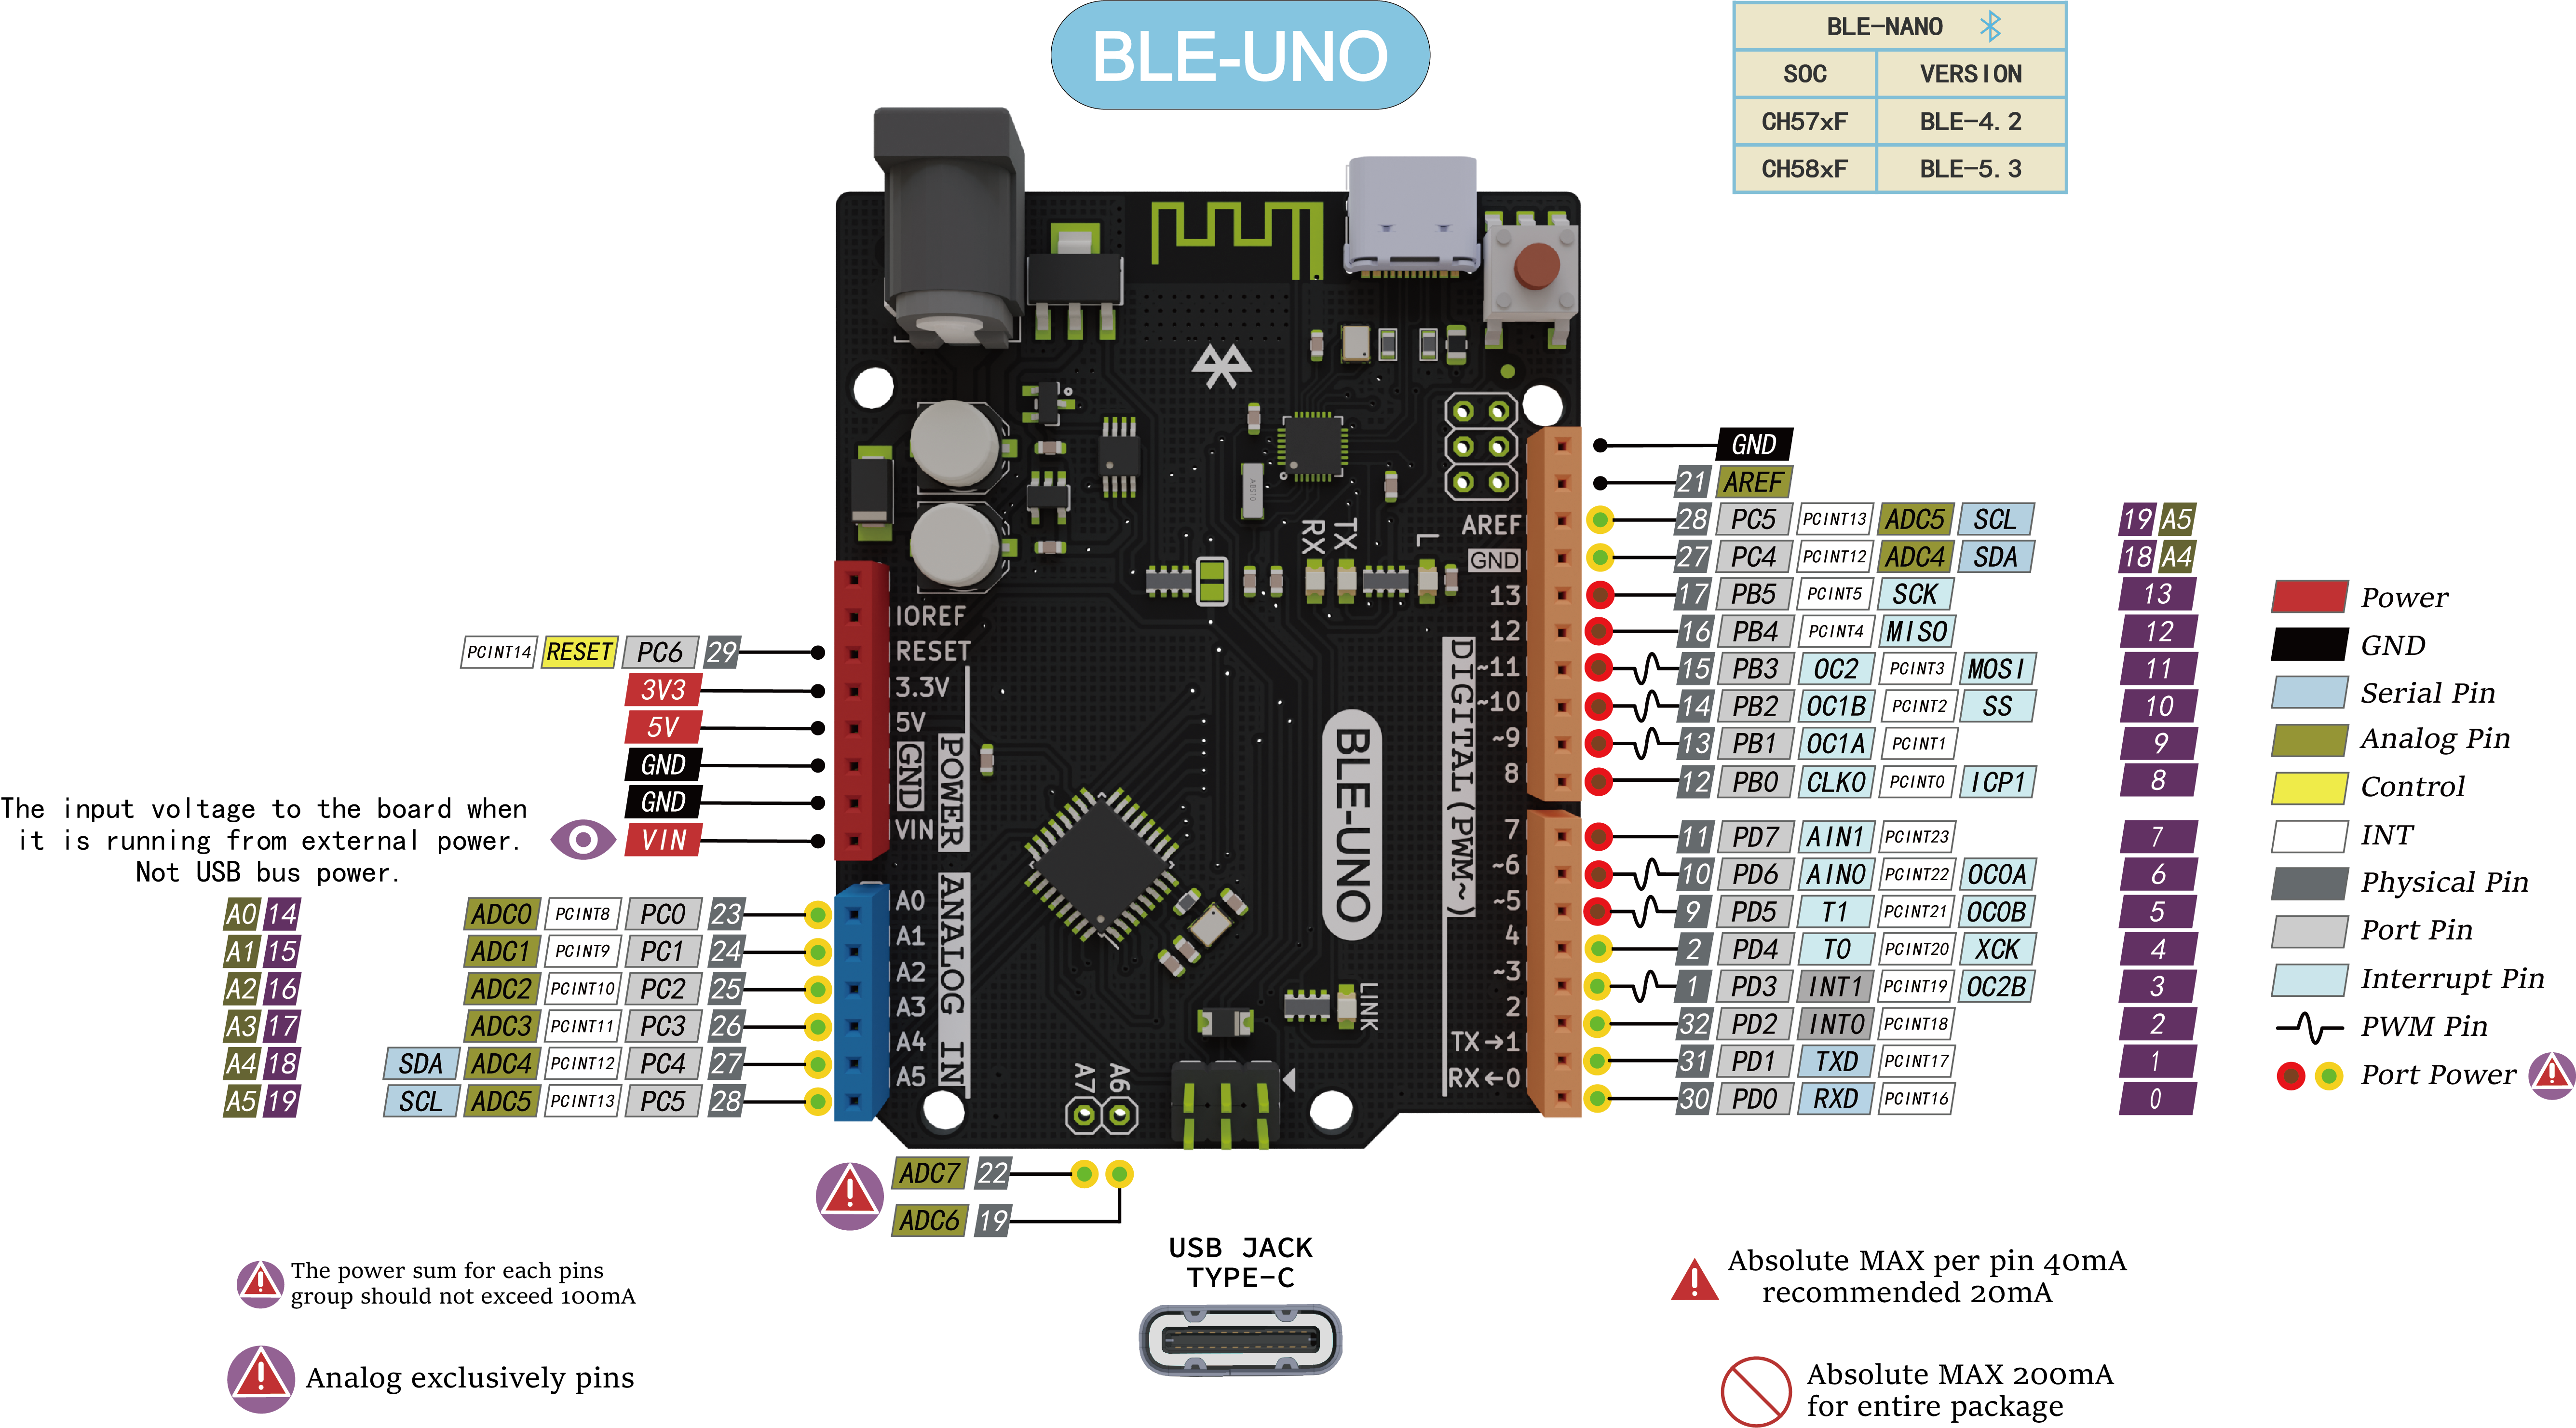 BLE-UNO
BLE-NANO
SOC VERSION
CH57xF BLE-4.2
CH58xF BLE-5.3
GND
21 AREF
28 PC5 PCINT13 ADC5 SCL 19 A5
27 PC4 PCINT12 ADC4 SDA 18 A4
17 PB5 PCINT5 SCK 13
16 PB4 PCINT4 MISO 12
15 PB3 OC2 PCINT3 MOSI 11
14 PB2 OC1B PCINT2 SS 10
13 PB1 OC1A PCINT1 9
12 PB0 CLKO PCINT0 ICP1 8
11 PD7 AIN1 PCINT23 7
10 PD6 AIN0 PCINT22 OC0A 6
9 PD5 T1 PCINT21 OC0B 5
2 PD4 T0 PCINT20 XCK 4
1 PD3 INT1 PCINT19 OC2B 3
32 PD2 INT0 PCINT18 2
31 PD1 TXD PCINT17 1
30 PD0 RXD PCINT16 0
PCINT14 RESET PC6 29
3V3
5V
GND
GND
VIN
The input voltage to the board when
it is running from external power.
Not USB bus power.
A0 14 ADC0 PCINT8 PC0 23
A1 15 ADC1 PCINT9 PC1 24
A2 16 ADC2 PCINT10 PC2 25
A3 17 ADC3 PCINT11 PC3 26
A4 18 SDA ADC4 PCINT12 PC4 27
A5 19 SCL ADC5 PCINT13 PC5 28
IOREF
RESET
3.3V
5V
GND
VIN
POWER
A0
A1
A2
A3
A4
A5
ANALOG IN
ABS10
RX
TX
L
AREF
GND
13
12
~11
~10
~9
8
7
~6
~5
4
~3
2
TX→1
RX←0
DIGITAL (PWM~)
BLE-UNO
LINK
A7
A6
ADC7 22
ADC6 19
Power
GND
Serial Pin
Analog Pin
Control
INT
Physical Pin
Port Pin
Interrupt Pin
PWM Pin
Port Power
USB JACK
TYPE-C
The power sum for each pins
group should not exceed 100mA
Analog exclusively pins
Absolute MAX per pin 40mA
recommended 20mA
Absolute MAX 200mA
for entire package